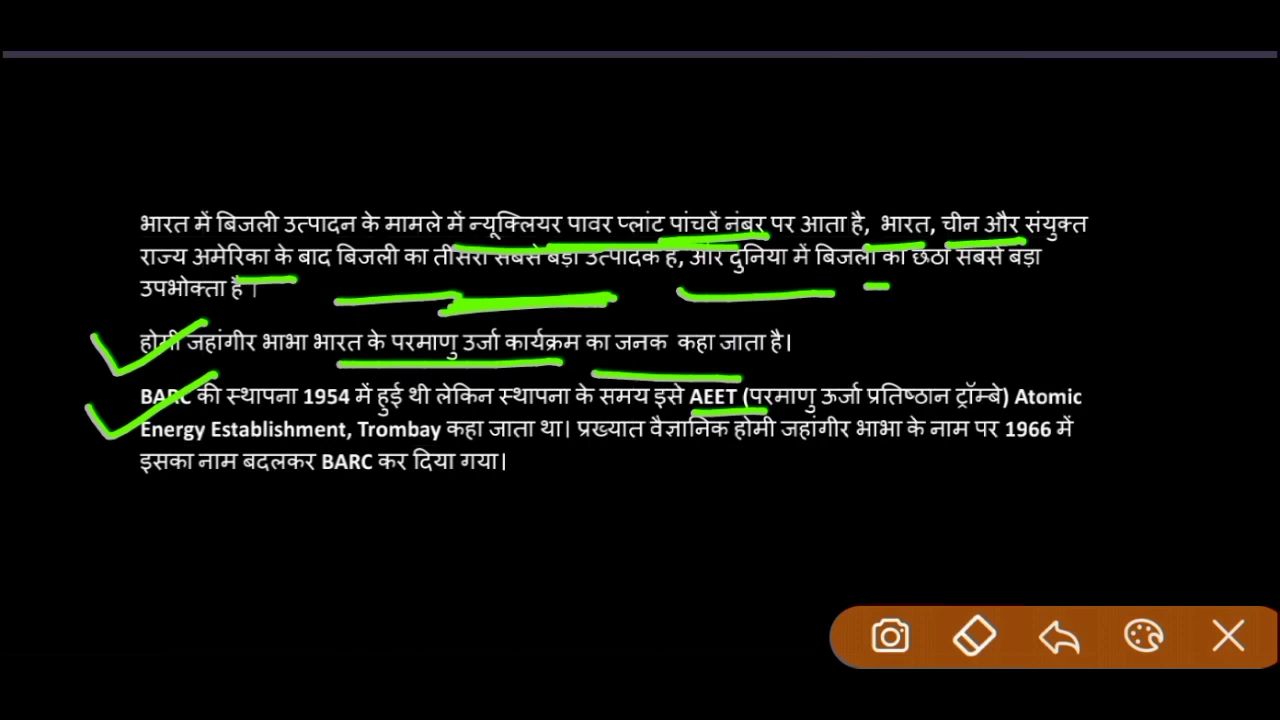 भारत में बिजली उत्पादन के मामले में न्यूक्लियर पावर प्लांट पांचवें नंबर पर आता है, भारत, चीन और संयुक्त
राज्य अमेरिका के बाद बिजली का तीसरा सबसे बड़ा उत्पादक है, और दुनिया में बिजली का छठा सबसे बड़ा
उपभोक्ता है ।
होमी जहांगीर भाभा भारत के परमाणु उर्जा कार्यक्रम का जनक कहा जाता है।
BARC की स्थापना 1954 में हुई थी लेकिन स्थापना के समय इसे AEET (परमाणु ऊर्जा प्रतिष्ठान ट्रॉम्बे) Atomic
Energy Establishment, Trombay कहा जाता था। प्रख्यात वैज्ञानिक होमी जहांगीर भाभा के नाम पर 1966 में
इसका नाम बदलकर BARC कर दिया गया।